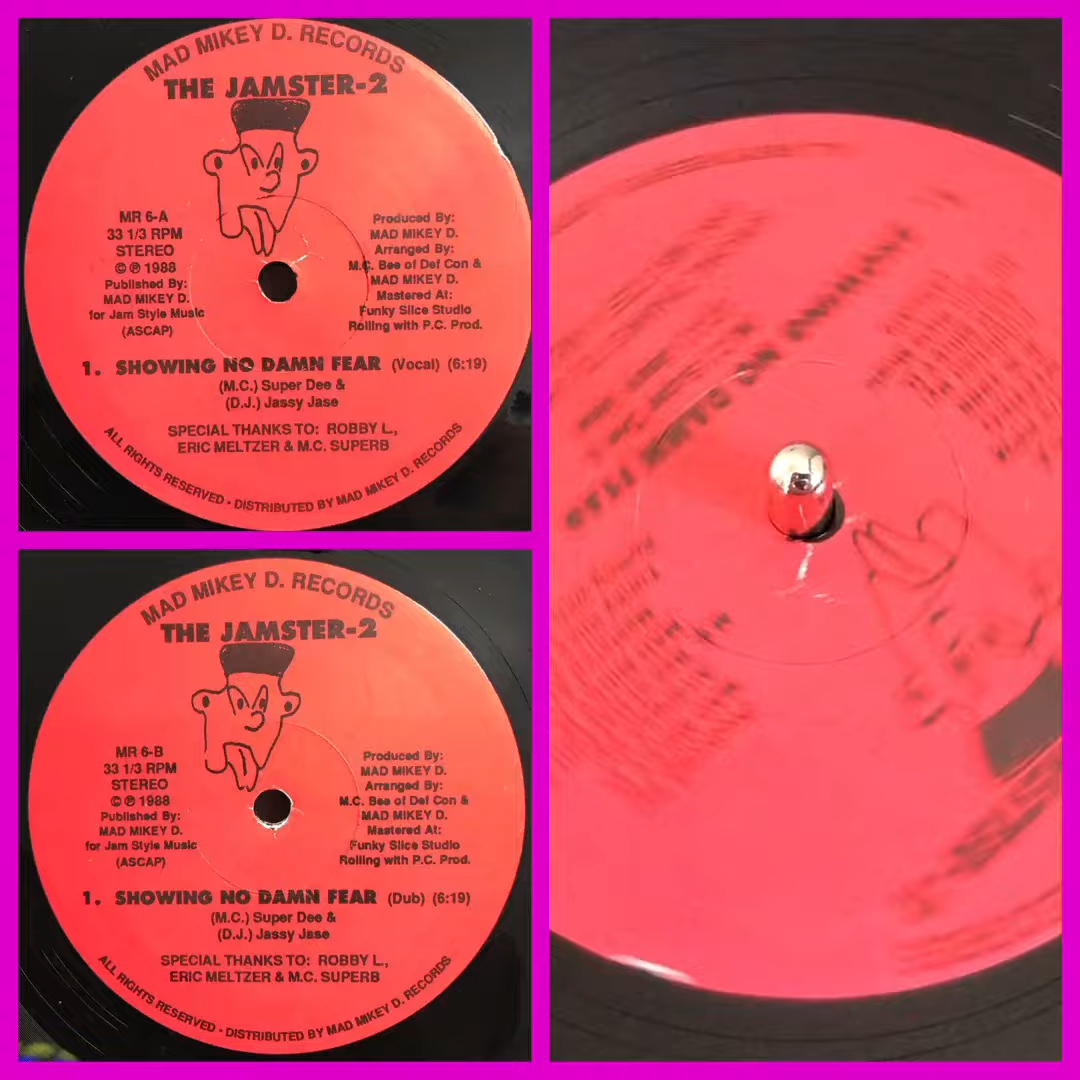 MAD MIKEY D. RECORDS
THE JAMSTER-2
MR 6-A
33 1/3 RPM
STEREO
© ℗ 1988
Published By:
MAD MIKEY D.
for Jam Style Music
(ASCAP)
Produced By:
MAD MIKEY D.
Arranged By:
M.C. Bee of Def Con &
MAD MIKEY D.
Mastered At:
Funky Slice Studio
Rolling with P.C. Prod.
1. SHOWING NO DAMN FEAR (Vocal) (6:19)
(M.C.) Super Dee &
(D.J.) Jassy Jase
SPECIAL THANKS TO: ROBBY L.,
ERIC MELTZER & M.C. SUPERB
ALL RIGHTS RESERVED · DISTRIBUTED BY MAD MIKEY D. RECORDS
MAD MIKEY D. RECORDS
THE JAMSTER-2
MR 6-B
33 1/3 RPM
STEREO
© ℗ 1988
Published By:
MAD MIKEY D.
for Jam Style Music
(ASCAP)
Produced By:
MAD MIKEY D.
Arranged By:
M.C. Bee of Def Con &
MAD MIKEY D.
Mastered At:
Funky Slice Studio
Rolling with P.C. Prod.
1. SHOWING NO DAMN FEAR (Dub) (6:19)
(M.C.) Super Dee &
(D.J.) Jassy Jase
SPECIAL THANKS TO: ROBBY L.,
ERIC MELTZER & M.C. SUPERB
ALL RIGHTS RESERVED · DISTRIBUTED BY MAD MIKEY D. RECORDS